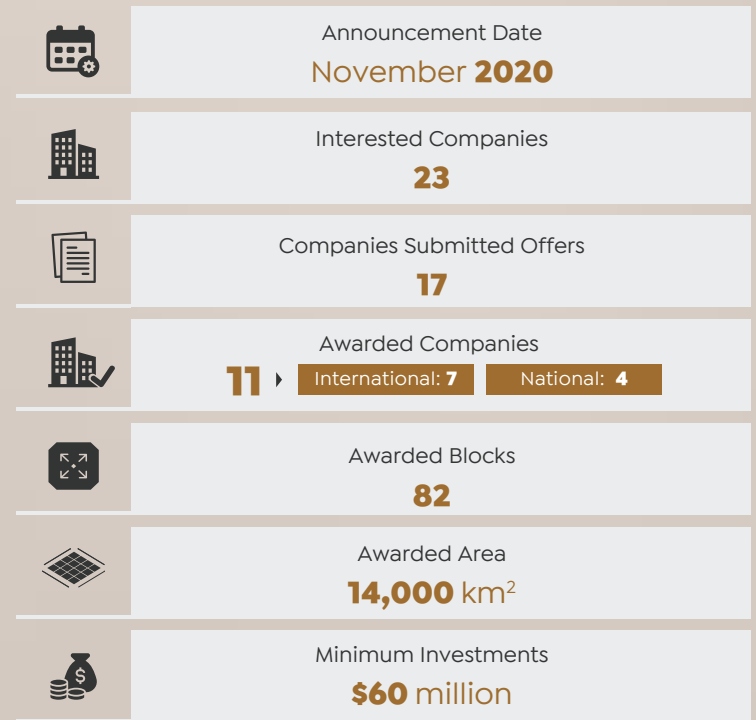 Announcement Date
November 2020
Interested Companies
23
Companies Submitted Offers
17
Awarded Companies
11 International: 7 National: 4
Awarded Blocks
82
Awarded Area
14,000 km²
Minimum Investments
$60 million